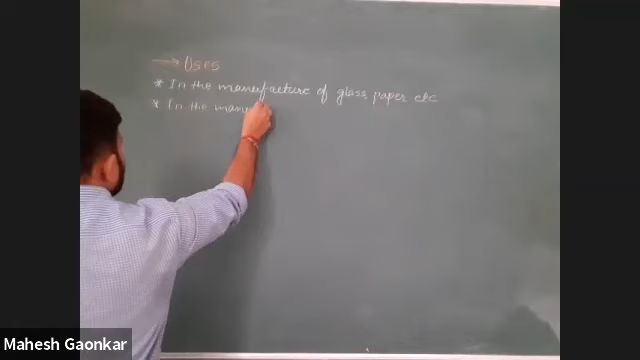 → Uses
* In the manufacture of glass, paper etc
* In the manu
Mahesh Gaonkar